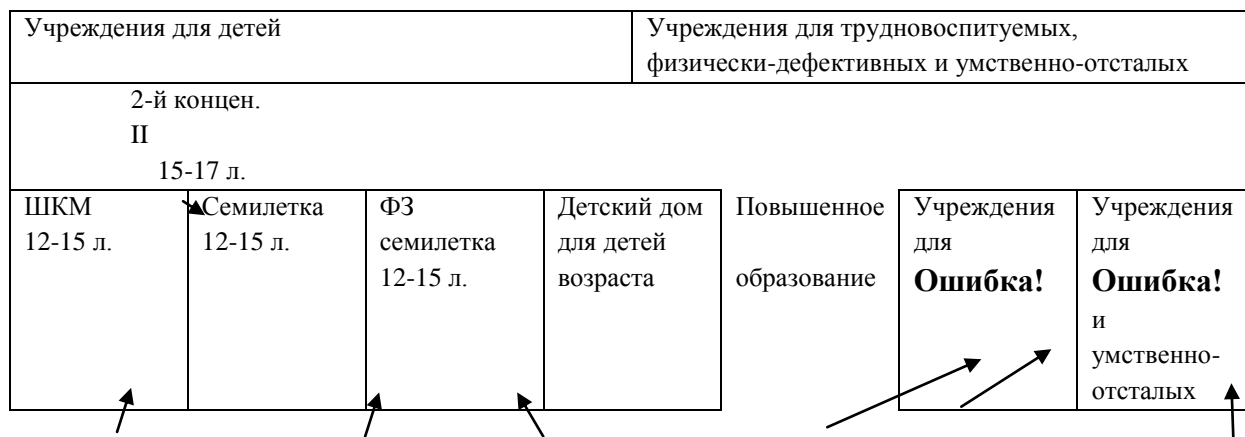 Учреждения для детей
Учреждения для трудновоспитуемых,
физически-дефективных и умственно-отсталых
2-й концен.
II
15-17 л.
ШКМ
12-15 л.
Семилетка
12-15 л.
ФЗ
семилетка
12-15 л.
Детский дом
для детей
возраста
Повышенное
образование
Учреждения
для
Ошибка!
Учреждения
для
Ошибка!
и
умственно-
отсталых